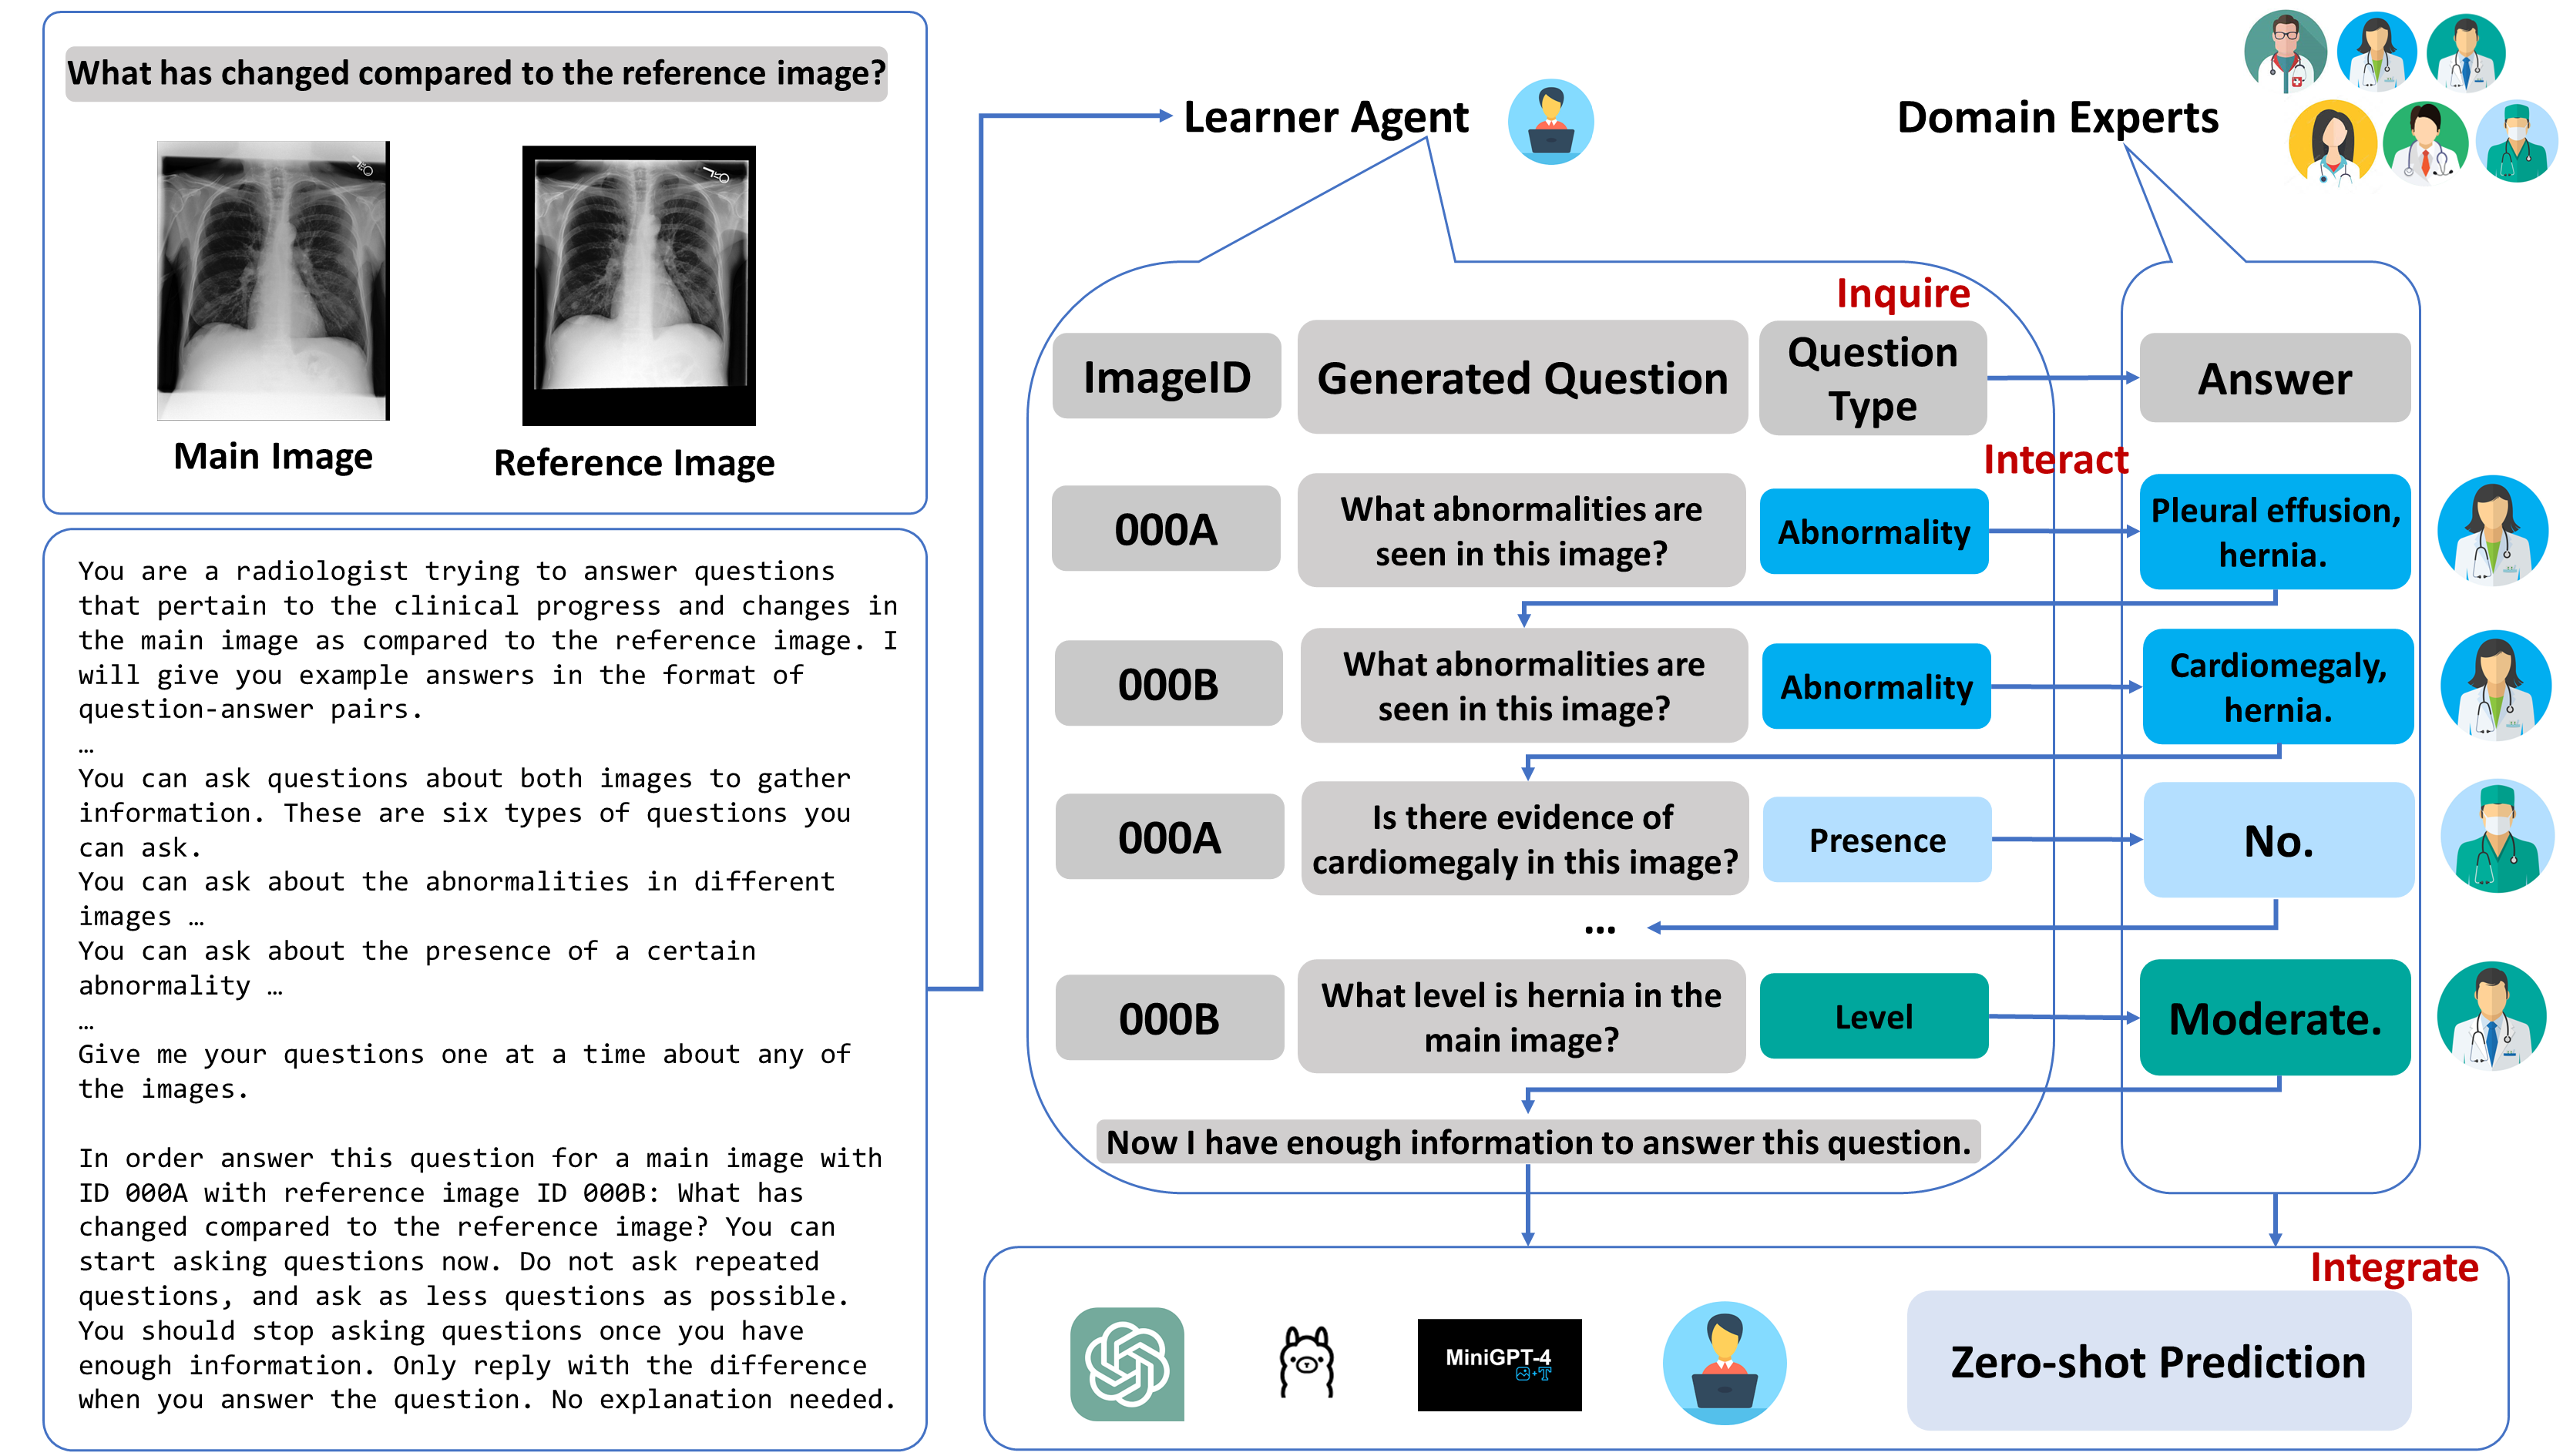 What has changed compared to the reference image?
Main Image
Reference Image
You are a radiologist trying to answer questions
that pertain to the clinical progress and changes in
the main image as compared to the reference image. I
will give you example answers in the format of
question-answer pairs.
…
You can ask questions about both images to gather
information. These are six types of questions you
can ask.
You can ask about the abnormalities in different
images …
You can ask about the presence of a certain
abnormality …
…
Give me your questions one at a time about any of
the images.
In order answer this question for a main image with
ID 000A with reference image ID 000B: What has
changed compared to the reference image? You can
start asking questions now. Do not ask repeated
questions, and ask as less questions as possible.
You should stop asking questions once you have
enough information. Only reply with the difference
when you answer the question. No explanation needed.
Learner Agent
Domain Experts
Inquire
ImageID
Generated Question
Question
Type
Answer
Interact
000A
What abnormalities are
seen in this image?
Abnormality
Pleural effusion,
hernia.
000B
What abnormalities are
seen in this image?
Abnormality
Cardiomegaly,
hernia.
000A
Is there evidence of
cardiomegaly in this image?
Presence
No.
…
000B
What level is hernia in the
main image?
Level
Moderate.
Now I have enough information to answer this question.
Integrate
MiniGPT-4
Zero-shot Prediction